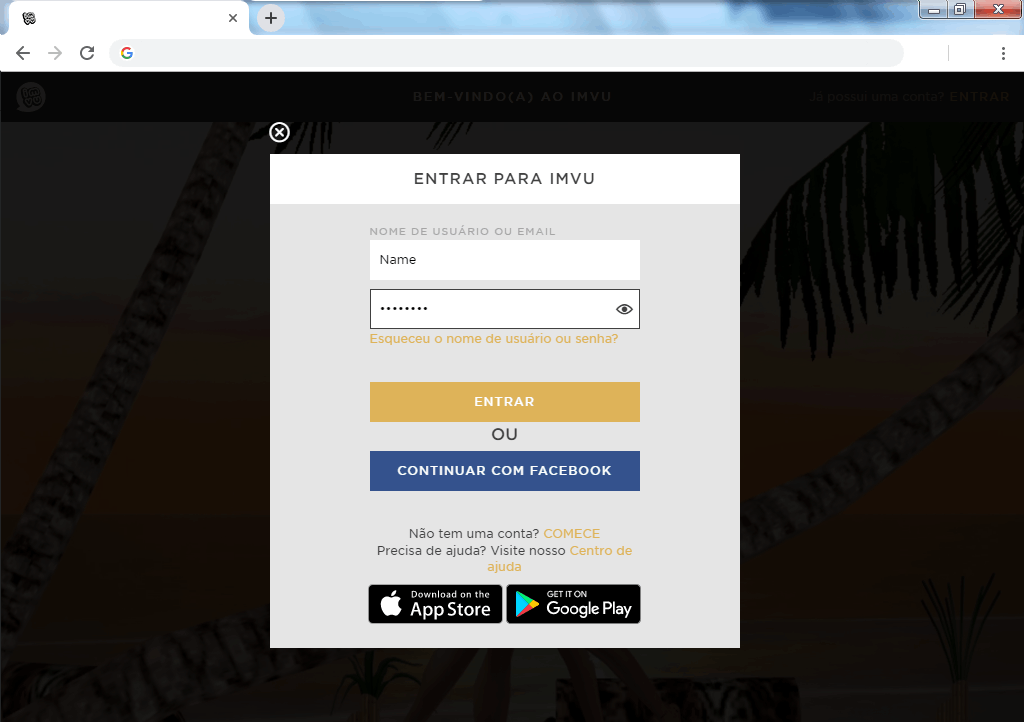 BEM-VINDO(A) AO IMVU
Já possui uma conta? ENTRAR
ENTRAR PARA IMVU
NOME DE USUÁRIO OU EMAIL
Name
••••••••
Esqueceu o nome de usuário ou senha?
ENTRAR
OU
CONTINUAR COM FACEBOOK
Não tem uma conta? COMECE
Precisa de ajuda? Visite nosso Centro de
ajuda
Download on the
App Store
GET IT ON
Google Play